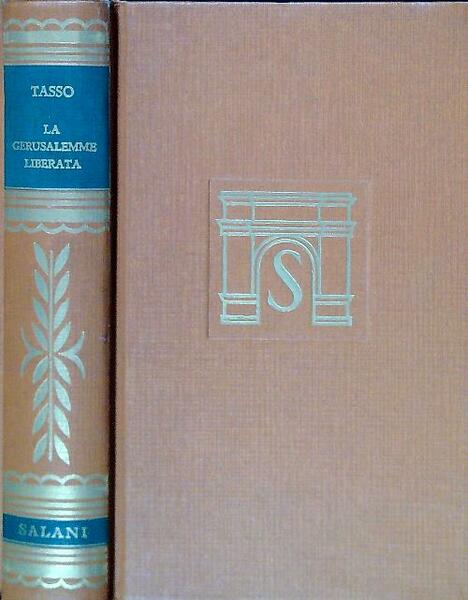 TASSO
LA
GERUSALEMME
LIBERATA
SALANI
S